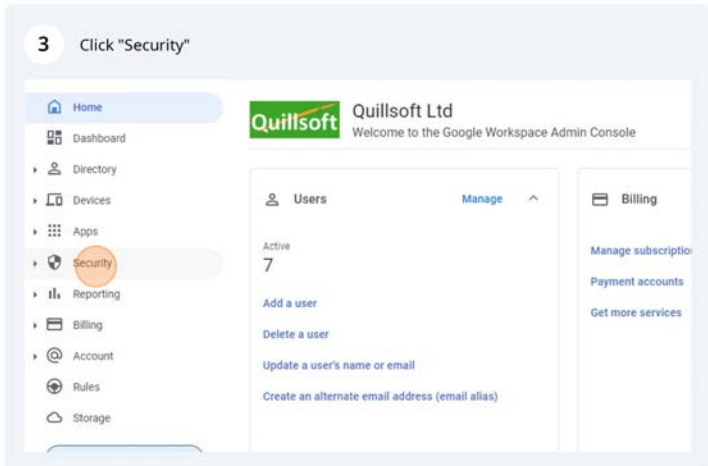 3 Click "Security"
Home
Dashboard
Directory
Devices
Apps
Security
Reporting
Billing
Account
Rules
Storage
Quillsoft
Quillsoft Ltd
Welcome to the Google Workspace Admin Console
Users Manage
Active
7
Add a user
Delete a user
Update a user's name or email
Create an alternate email address (email alias)
Billing
Manage subscriptio
Payment accounts
Get more services